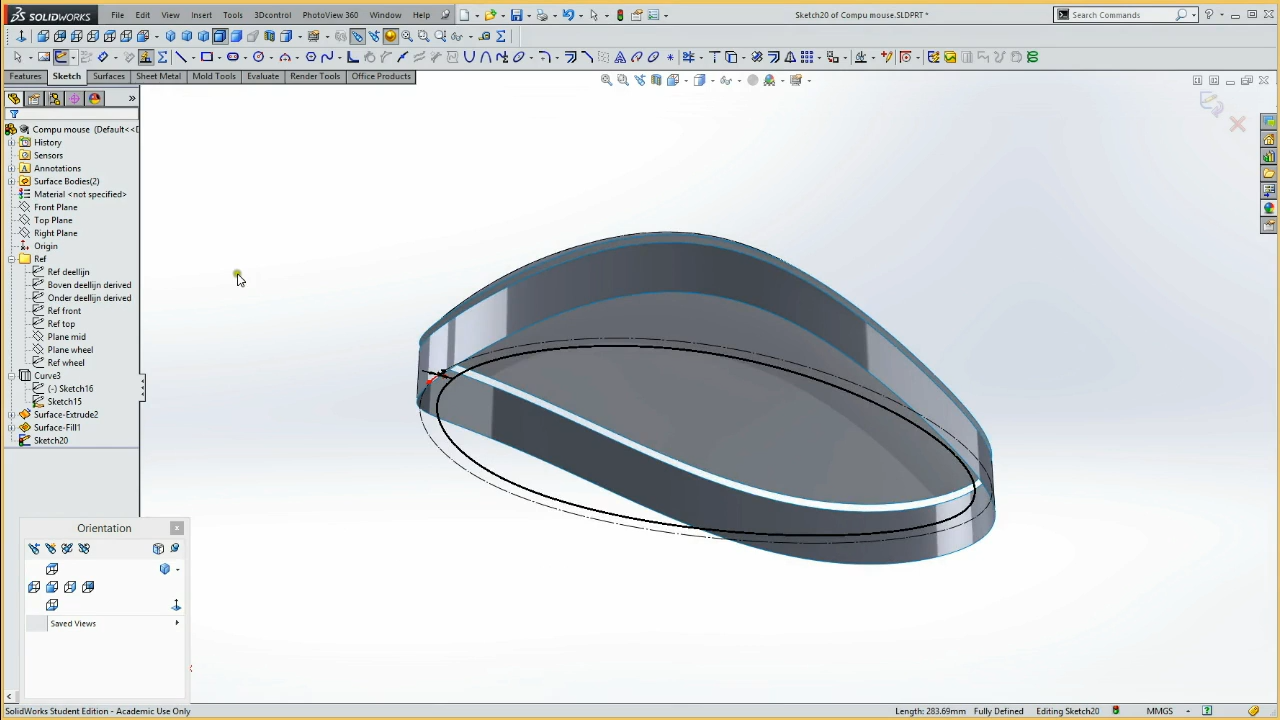 SOLIDWORKS File Edit View Insert Tools 3Dcontrol PhotoView 360 Window Help Sketch20 of Compu mouse.SLDPRT * Search Commands
Features Sketch Surfaces Sheet Metal Mold Tools Evaluate Render Tools Office Products
Compu mouse (Default<<D
History
Sensors
Annotations
Surface Bodies(2)
Material <not specified>
Front Plane
Top Plane
Right Plane
Origin
Ref
Ref deellijn
Boven deellijn derived
Onder deellijn derived
Ref front
Ref top
Plane mid
Plane wheel
Ref wheel
Curve3
(-) Sketch16
Sketch15
Surface-Extrude2
Surface-Fill1
Sketch20
Orientation
Saved Views
SolidWorks Student Edition - Academic Use Only Length: 283.69mm Fully Defined Editing Sketch20 MMGS